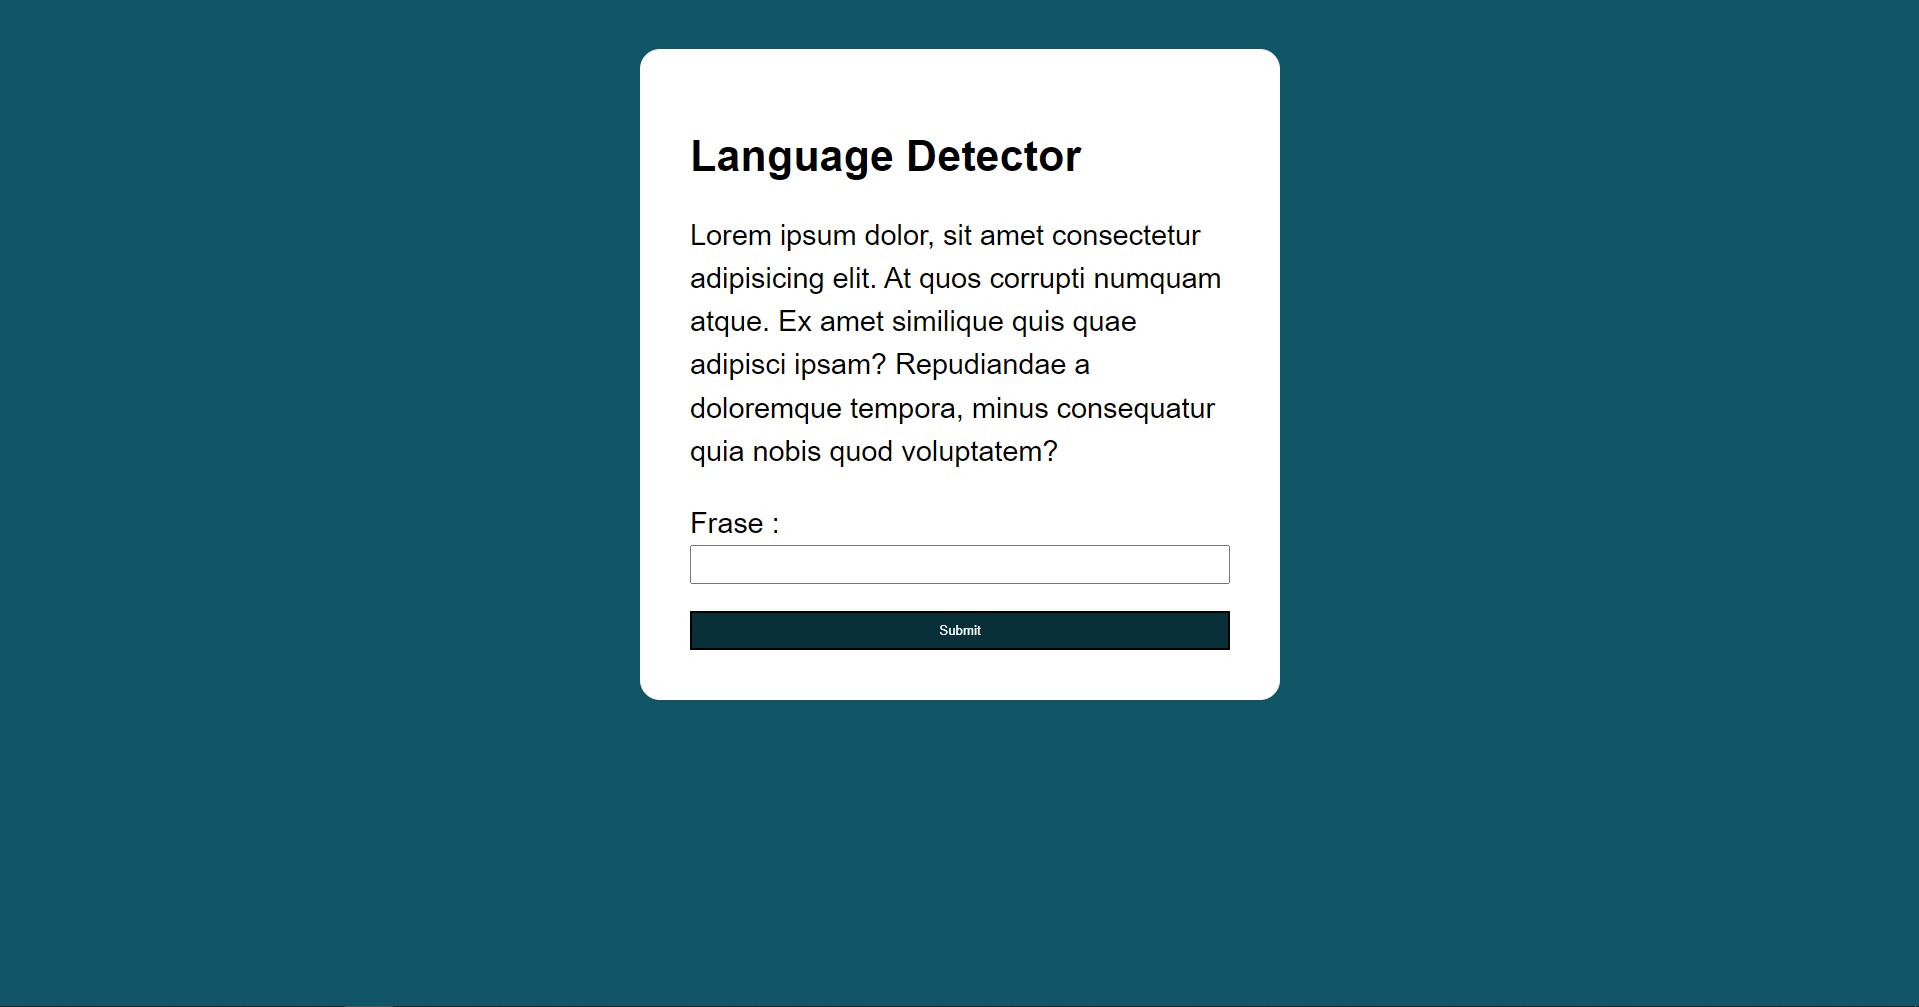 Language Detector
Lorem ipsum dolor, sit amet consectetur
adipisicing elit. At quos corrupti numquam
atque. Ex amet similique quis quae
adipisci ipsam? Repudiandae a
doloremque tempora, minus consequatur
quia nobis quod voluptatem?
Frase :
Submit